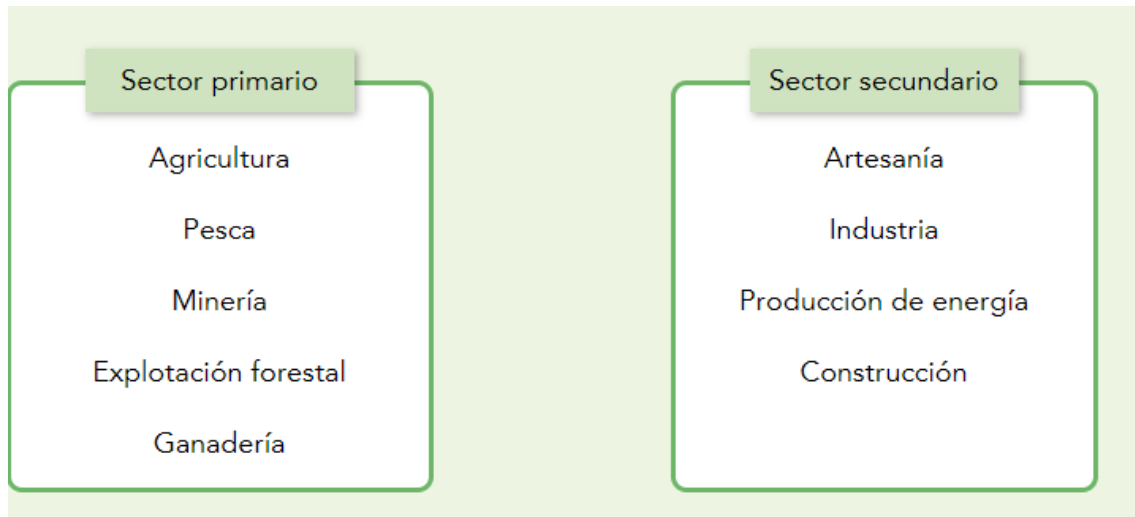 Sector primario
Agricultura
Pesca
Minería
Explotación forestal
Ganadería
Sector secundario
Artesanía
Industria
Producción de energía
Construcción